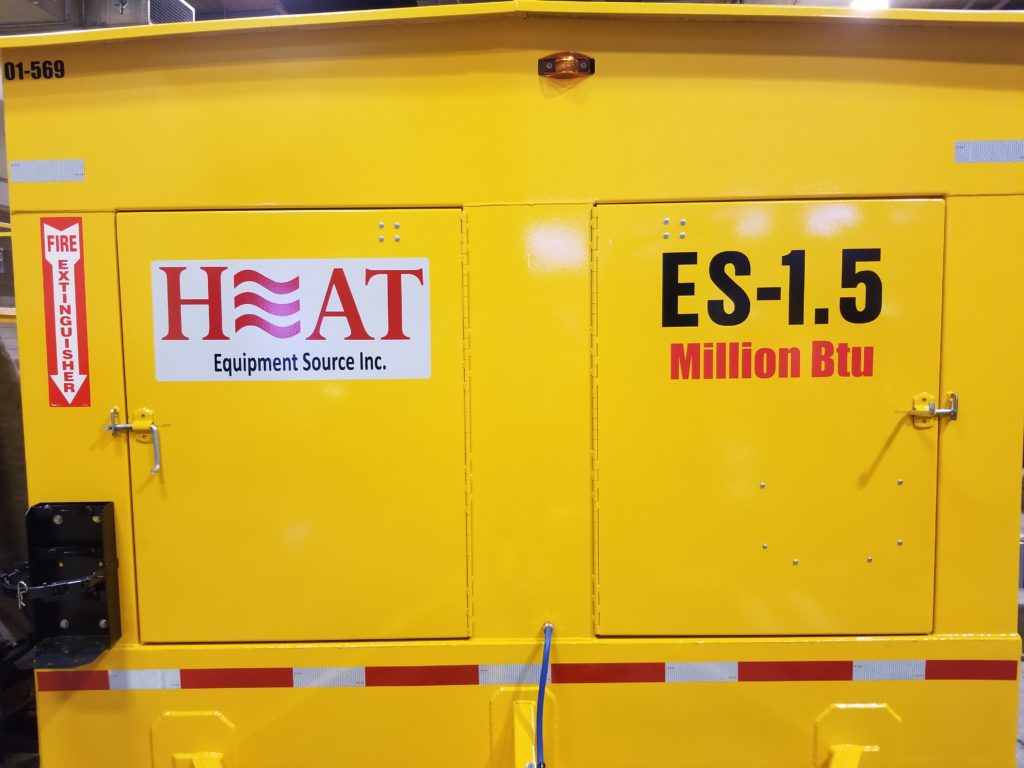 01-569
FIRE
EXTINGUISHER
HEAT
Equipment Source Inc.
ES-1.5
Million Btu